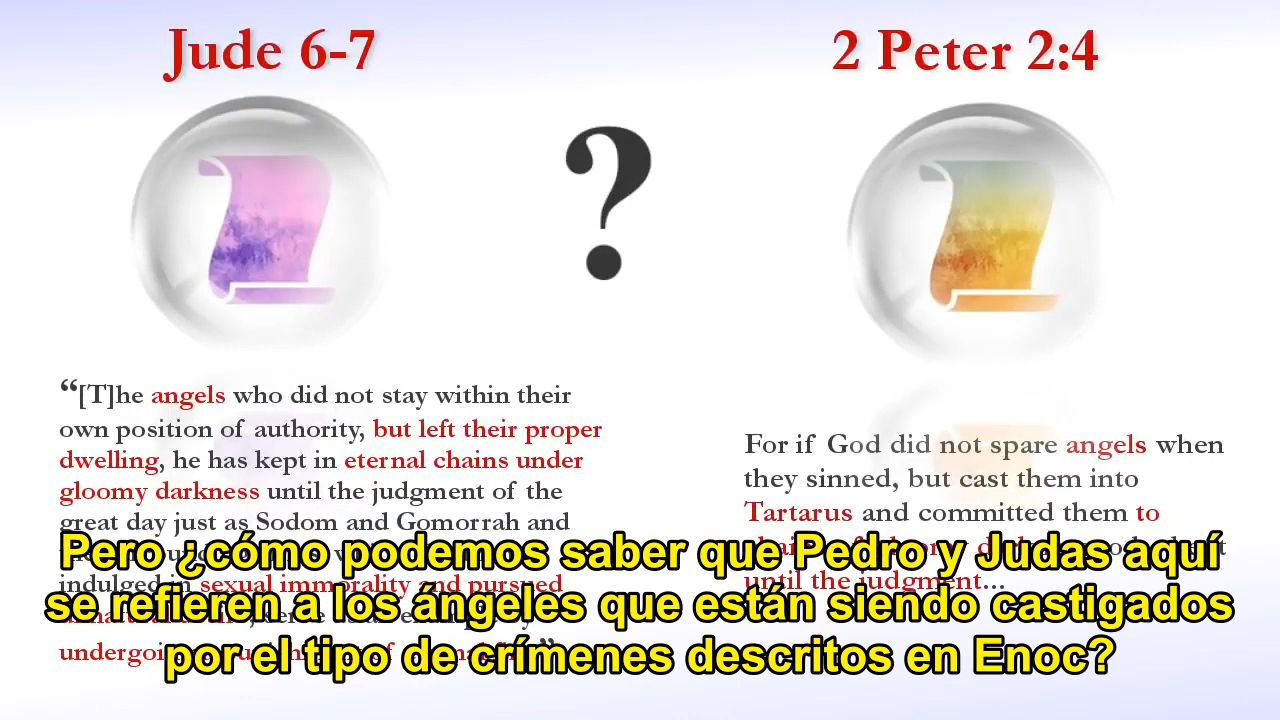 Jude 6-7
2 Peter 2:4
?
“[T]he angels who did not stay within their
own position of authority, but left their proper
dwelling, he has kept in eternal chains under
gloomy darkness until the judgment of the
great day just as Sodom and Gomorrah and
indulged in sexual immorality and pursued
For if God did not spare angels when
they sinned, but cast them into
Tartarus and committed them to
until the judgment...
Pero ¿cómo podemos saber que Pedro y Judas aquí
se refieren a los ángeles que están siendo castigados
por el tipo de crímenes descritos en Enoc?